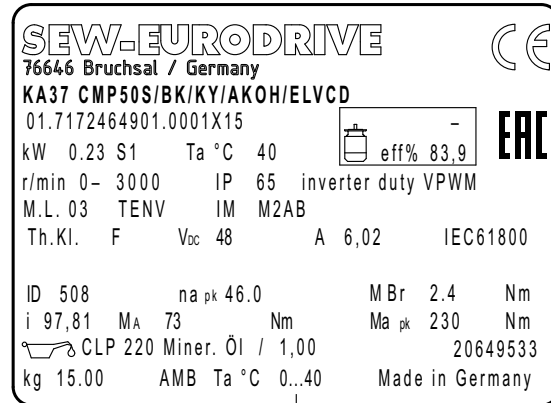 SEW-EURODRIVE CE
76646 Bruchsal / Germany
KA37 CMP50S/BK/KY/AKOH/ELVCD
01.7172464901.0001X15 – EAC
kW 0.23 S1 Ta °C 40 eff% 83,9
r/min 0– 3000 IP 65 inverter duty VPWM
M.L. 03 TENV IM M2AB
Th.Kl. F VDC 48 A 6,02 IEC61800
ID 508 na pk 46.0 M Br 2.4 Nm
i 97,81 MA 73 Nm Ma pk 230 Nm
CLP 220 Miner. Öl / 1,00 20649533
kg 15.00 AMB Ta °C 0...40 Made in Germany